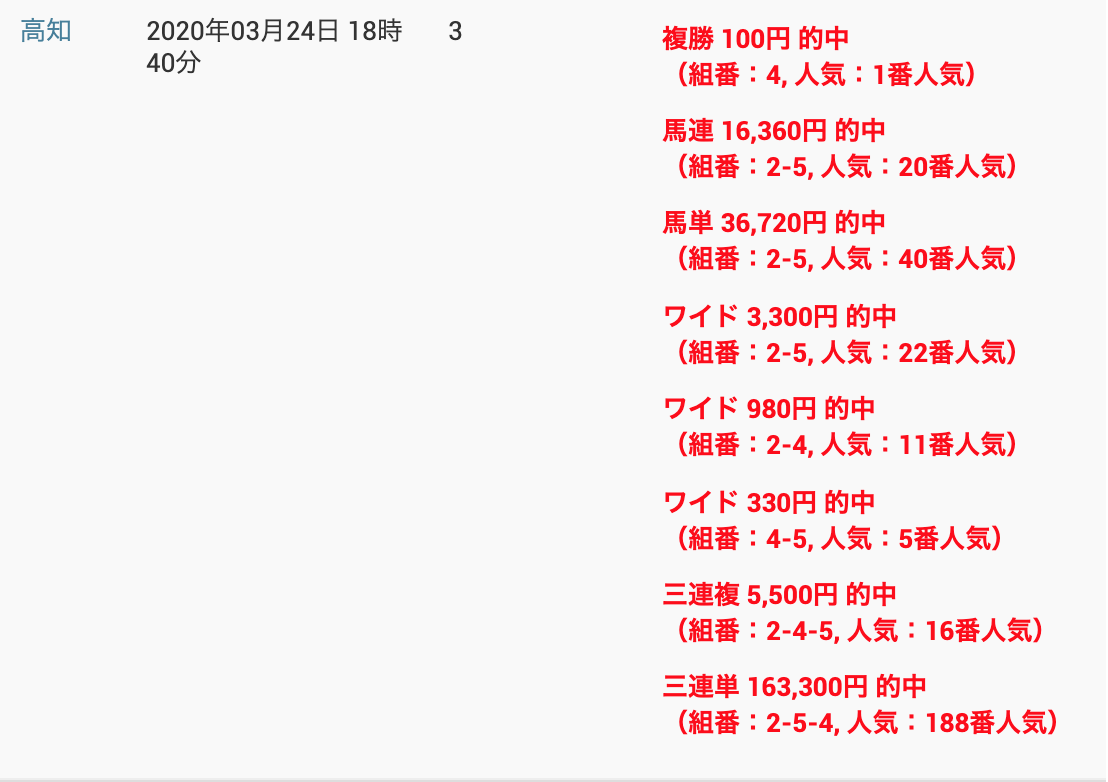 高知
2020年03月24日 18時
40分
3
複勝 100円 的中
（組番：4, 人気：1番人気）
馬連 16,360円 的中
（組番：2-5, 人気：20番人気）
馬単 36,720円 的中
（組番：2-5, 人気：40番人気）
ワイド 3,300円 的中
（組番：2-5, 人気：22番人気）
ワイド 980円 的中
（組番：2-4, 人気：11番人気）
ワイド 330円 的中
（組番：4-5, 人気：5番人気）
三連複 5,500円 的中
（組番：2-4-5, 人気：16番人気）
三連単 163,300円 的中
（組番：2-5-4, 人気：188番人気）